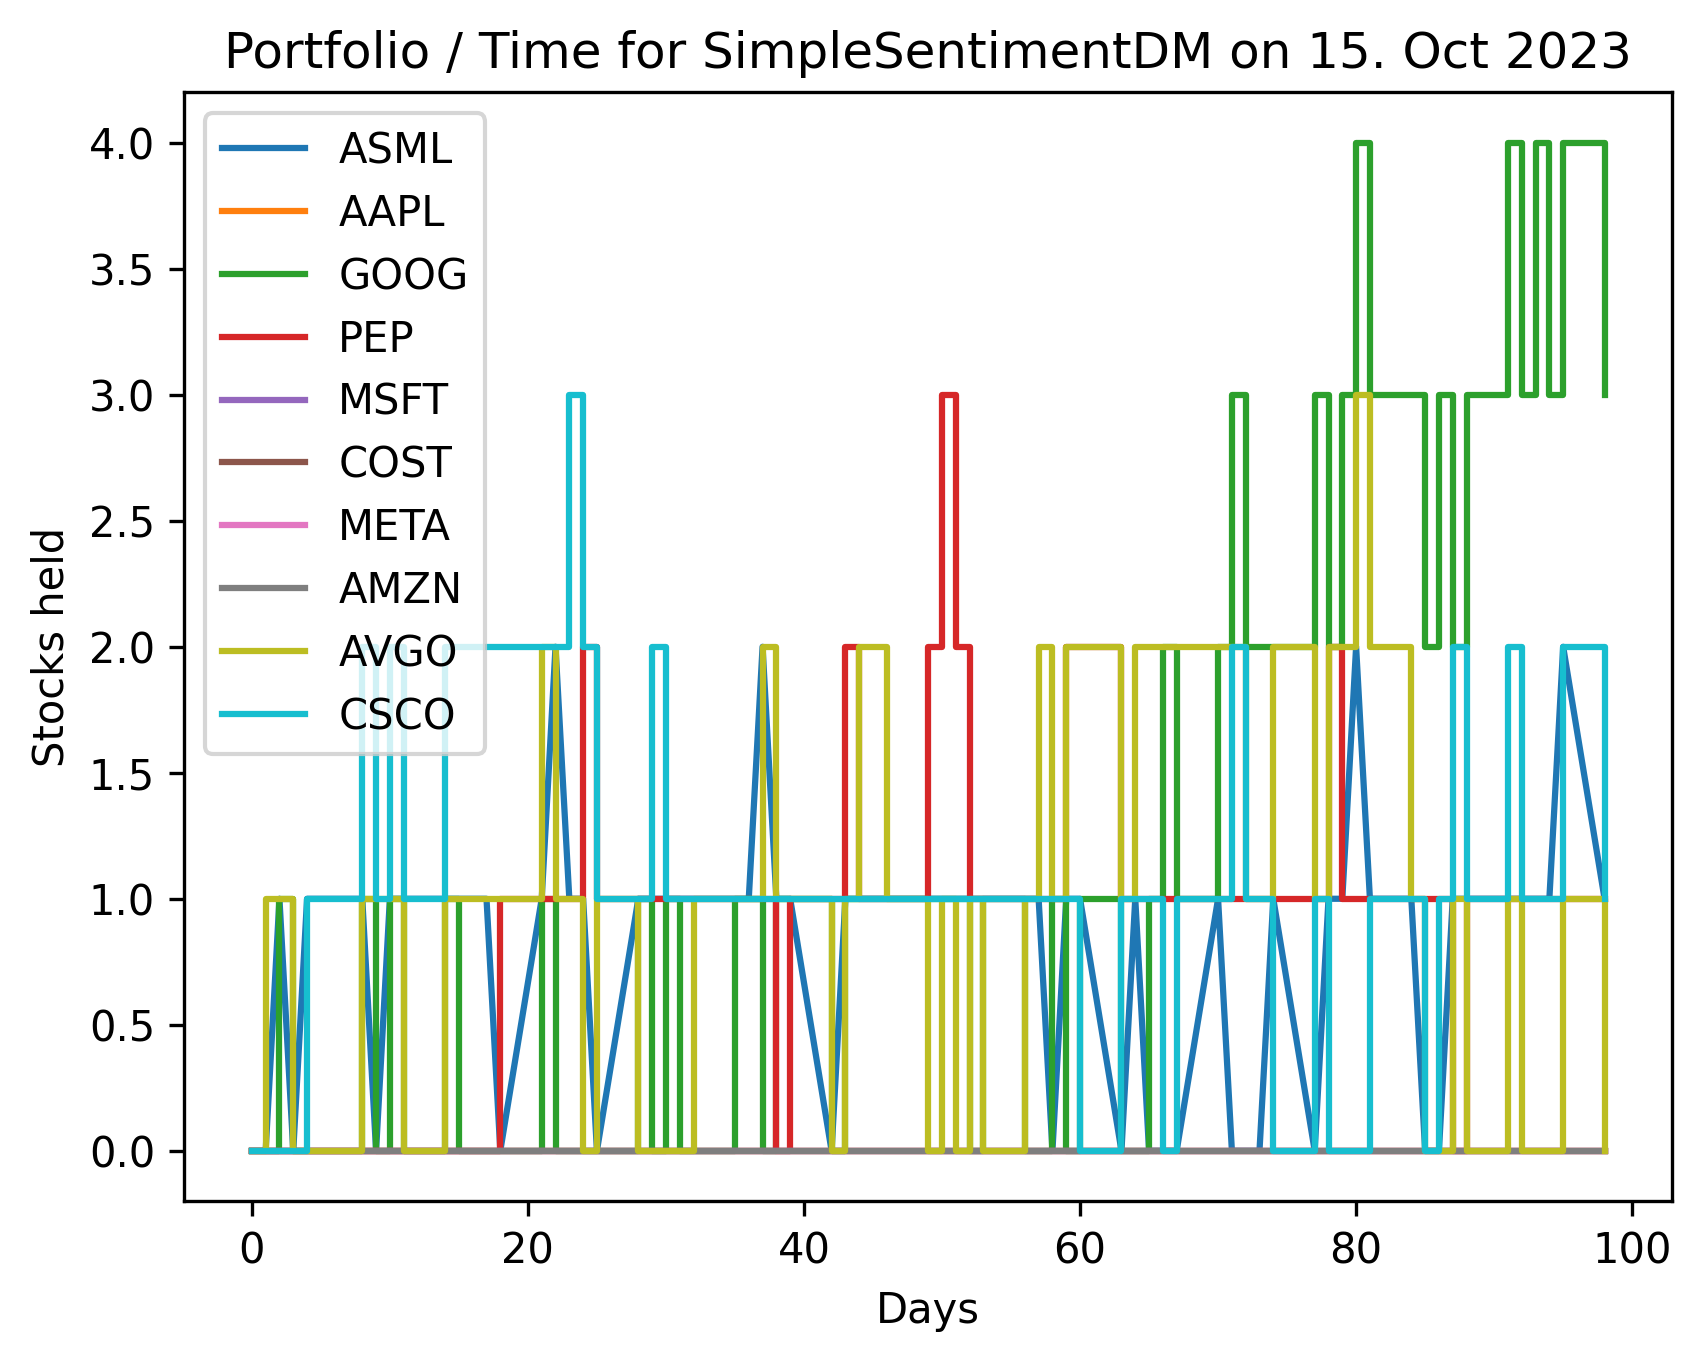 Portfolio / Time for SimpleSentimentDM on 15. Oct 2023
4.0
3.5
3.0
2.5
2.0
1.5
1.0
0.5
0.0
Stocks held
ASML
AAPL
GOOG
PEP
MSFT
COST
META
AMZN
AVGO
CSCO
0
20
40
60
80
100
Days